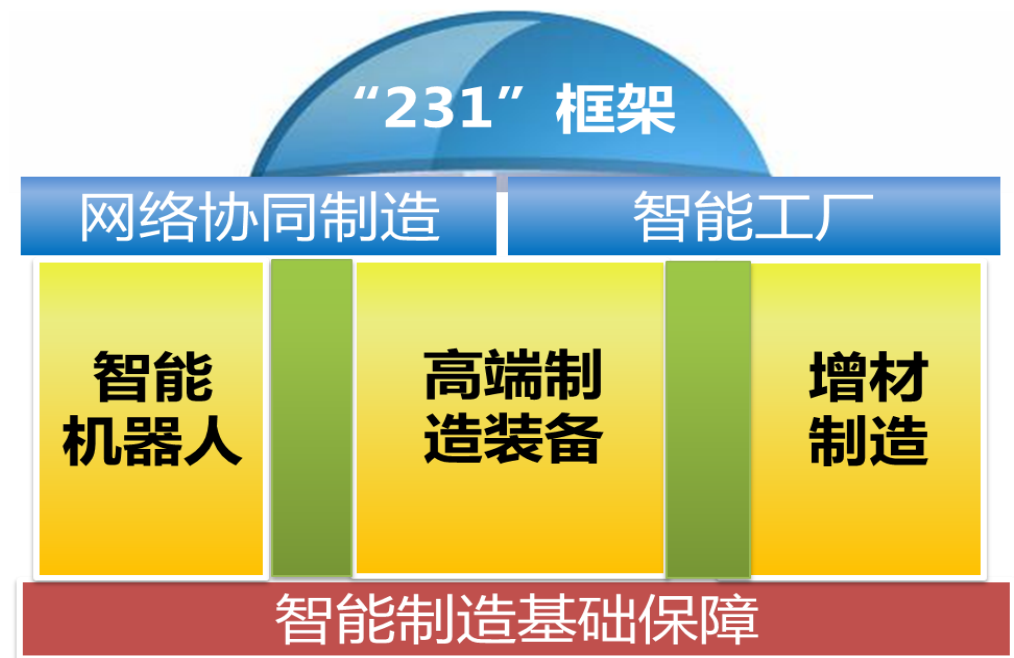 “231”框架
网络协同制造
智能工厂
智能
机器人
高端制
造装备
增材
制造
智能制造基础保障